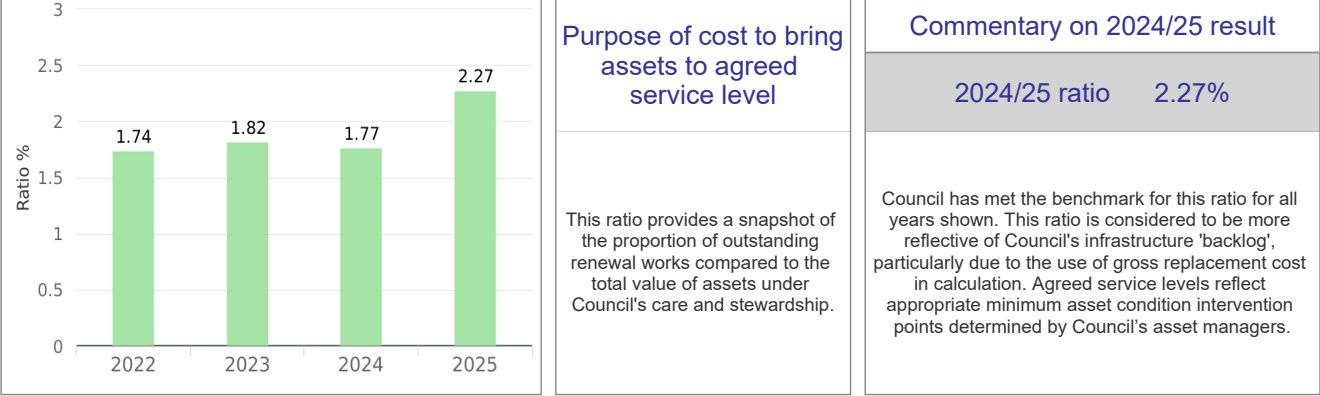 3
2.5
2
1.5
1
0.5
0
Ratio %
1.74
1.82
1.77
2.27
2022
2023
2024
2025
Purpose of cost to bring
assets to agreed
service level
This ratio provides a snapshot of
the proportion of outstanding
renewal works compared to the
total value of assets under
Council's care and stewardship.
Commentary on 2024/25 result
2024/25 ratio 2.27%
Council has met the benchmark for this ratio for all
years shown. This ratio is considered to be more
reflective of Council's infrastructure 'backlog',
particularly due to the use of gross replacement cost
in calculation. Agreed service levels reflect
appropriate minimum asset condition intervention
points determined by Council’s asset managers.